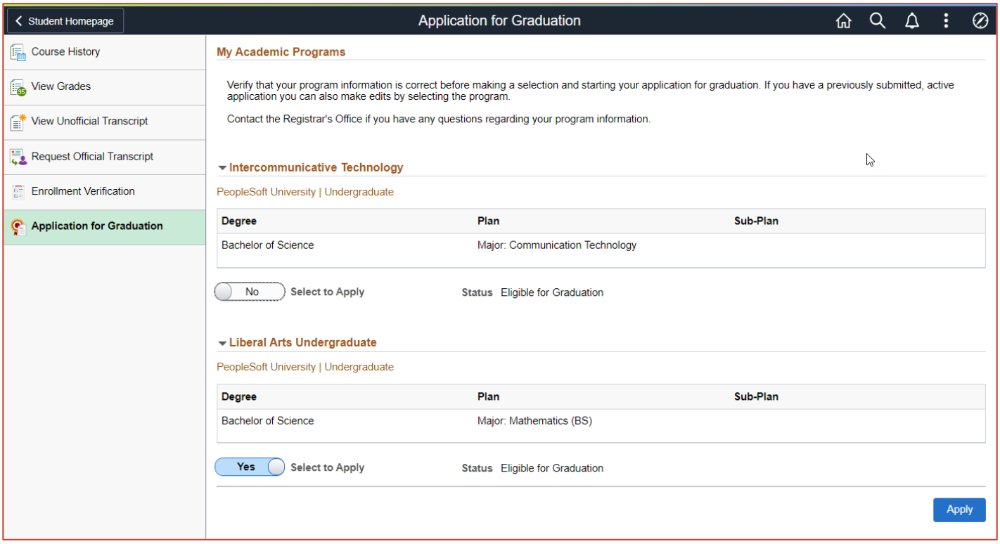 Student Homepage
Application for Graduation
Course History
View Grades
95
View Unofficial Transcript
Request Official Transcript
Enrollment Verification
Application for Graduation
My Academic Programs
Verify that your program information is correct before making a selection and starting your application for graduation. If you have a previously submitted, active
application you can also make edits by selecting the program.
Contact the Registrar's Office if you have any questions regarding your program information.
Intercommunicative Technology
PeopleSoft University | Undergraduate
Degree Plan Sub-Plan
Bachelor of Science Major: Communication Technology
No Select to Apply Status Eligible for Graduation
Liberal Arts Undergraduate
PeopleSoft University | Undergraduate
Degree Plan Sub-Plan
Bachelor of Science Major: Mathematics (BS)
Yes Select to Apply Status Eligible for Graduation
Apply